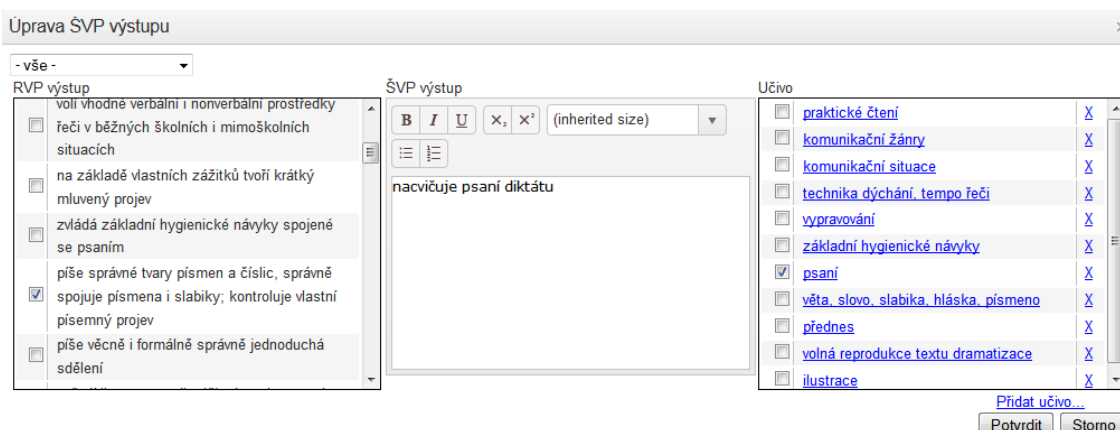 Úprava ŠVP výstupu
- vše -
RVP výstup
volí vhodné verbální i nonverbální prostředky
řeči v běžných školních i mimoškolních
situacích
na základě vlastních zážitků tvoří krátký
mluvený projev
zvládá základní hygienické návyky spojené
se psaním
píše správné tvary písmen a číslic, správně
spojuje písmena i slabiky; kontroluje vlastní
písemný projev
píše věcně i formálně správně jednoduchá
sdělení
ŠVP výstup
B I U ×₂ ×² (inherited size)
nacvičuje psaní diktátu
Učivo
praktické čtení X
komunikační žánry X
komunikační situace X
technika dýchání, tempo řeči X
vypravování X
základní hygienické návyky X
psaní X
věta, slovo, slabika, hláska, písmeno X
přednes X
volná reprodukce textu dramatizace X
ilustrace X
Přidat učivo...
Potvrdit Storno